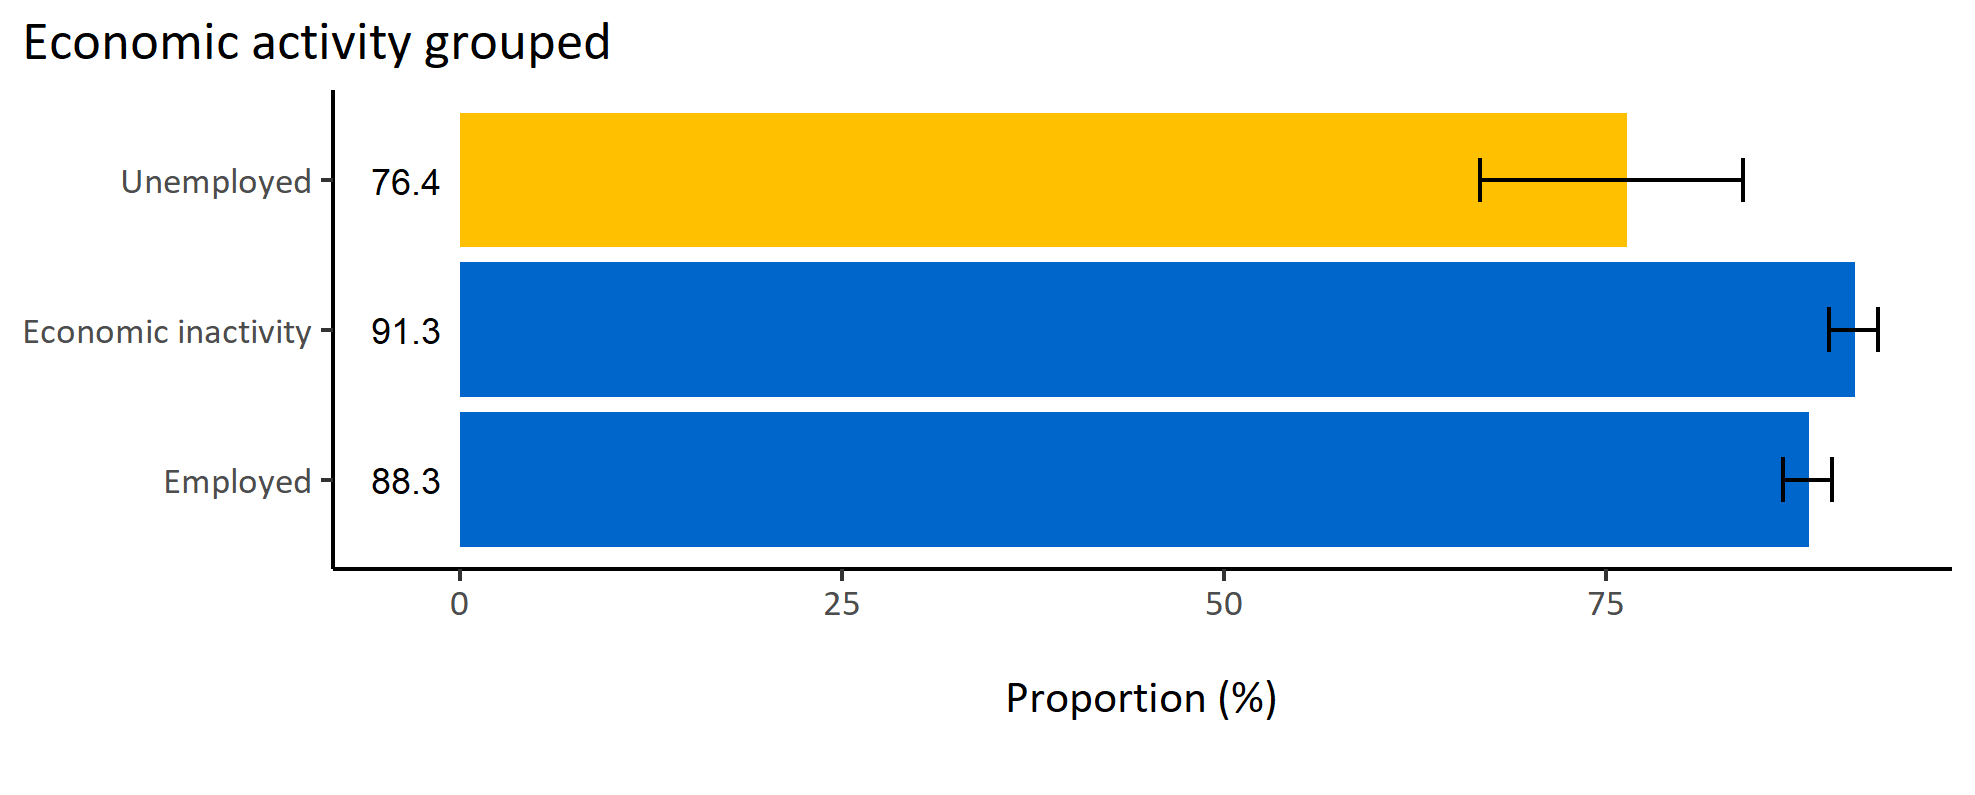 Economic activity grouped
Unemployed 76.4
Economic inactivity 91.3
Employed 88.3
0 25 50 75
Proportion (%)